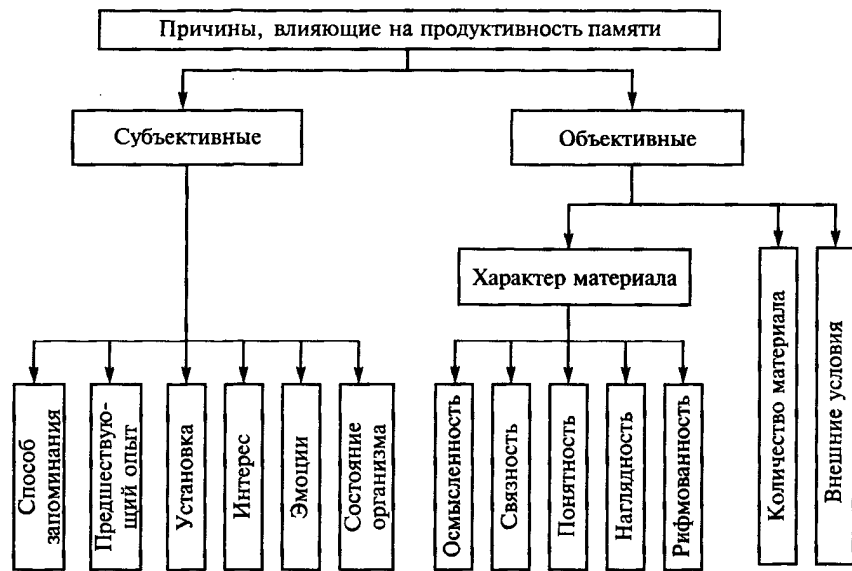 Причины, влияющие на продуктивность памяти
Субъективные
Объективные
Характер материала
Способ
запоминания
Предшествую-
щий опыт
Установка
Интерес
Эмоции
Состояние
организма
Осмысленность
Связность
Понятность
Наглядность
Рифмованность
Количество материала
Внешние условия